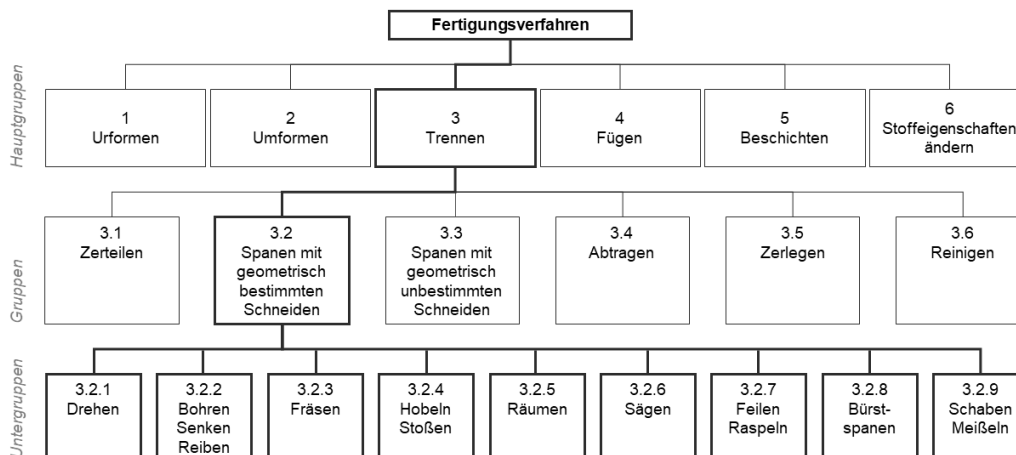 Fertigungsverfahren
Hauptgruppen
1
Urformen
2
Umformen
3
Trennen
4
Fügen
5
Beschichten
6
Stoffeigenschaften
ändern
Gruppen
3.1
Zerteilen
3.2
Spanen mit
geometrisch
bestimmten
Schneiden
3.3
Spanen mit
geometrisch
unbestimmten
Schneiden
3.4
Abtragen
3.5
Zerlegen
3.6
Reinigen
Untergruppen
3.2.1
Drehen
3.2.2
Bohren
Senken
Reiben
3.2.3
Fräsen
3.2.4
Hobeln
Stoßen
3.2.5
Räumen
3.2.6
Sägen
3.2.7
Feilen
Raspeln
3.2.8
Bürst-
spanen
3.2.9
Schaben
Meißeln